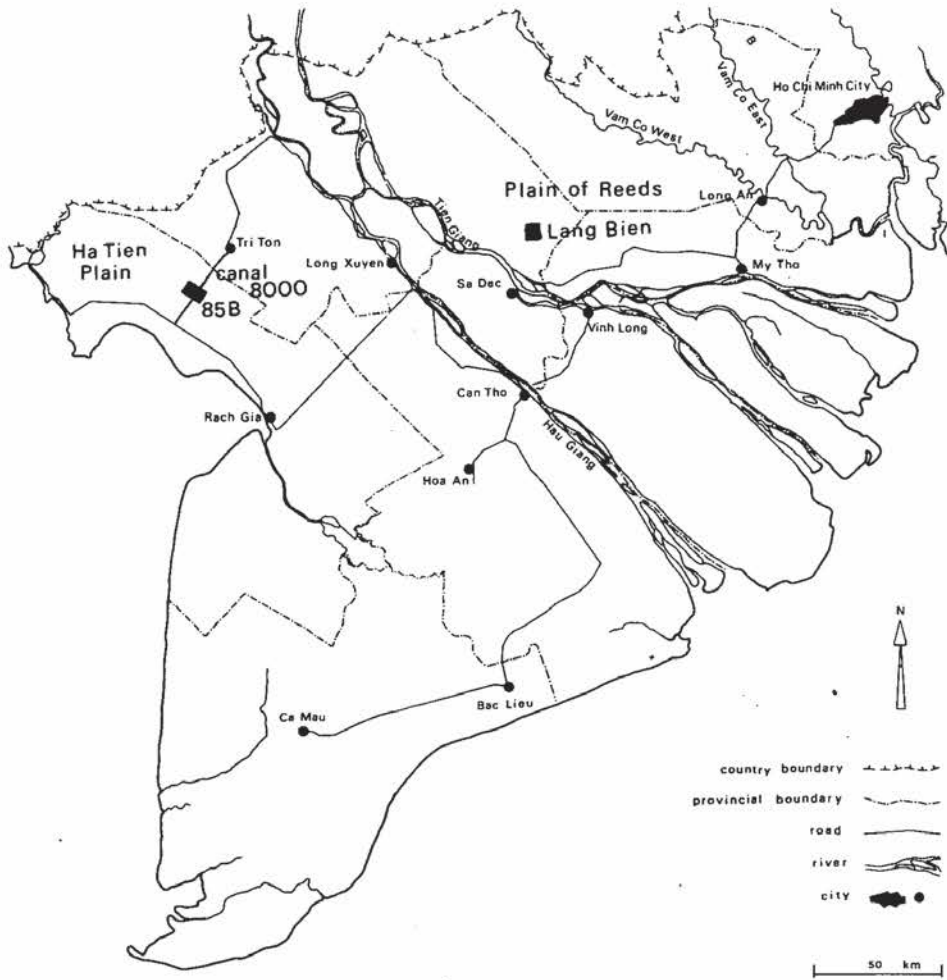 B
Ho Chi Minh City
Vam Co East
Vam Co West
Plain of Reeds
Long An
Tien Giang
Lang Bien
Ha Tien
Plain
Tri Ton
canal
8000
85B
Long Xuyen
My Tho
Sa Dec
Vinh Long
Can Tho
Rach Gia
Hau Giang
Hoa An
N
Bac Lieu
Ca Mau
country boundary
provincial boundary
road
river
city
50 km